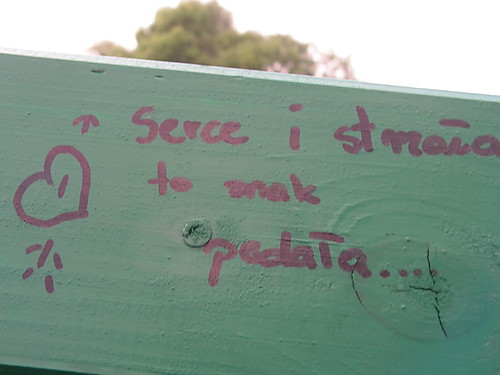 Serce i strzała
to znak
pedała....